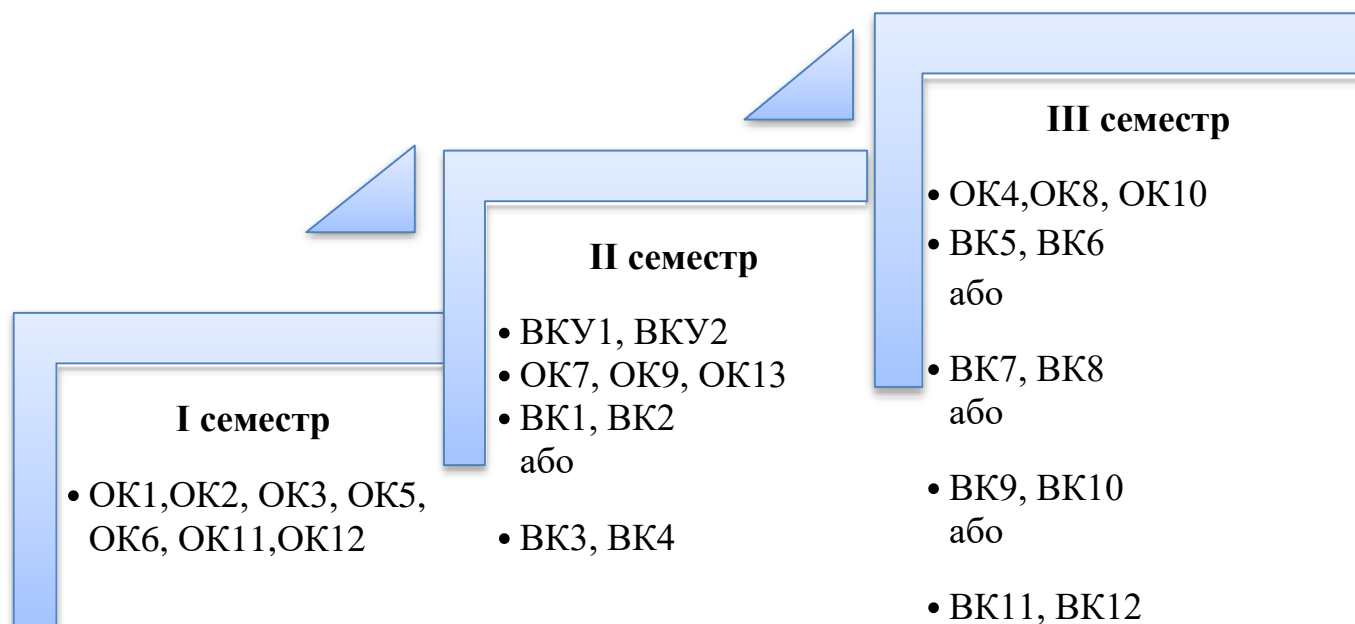 I семестр
• ОК1,ОК2, ОК3, ОК5,
ОК6, ОК11,ОК12
II семестр
• ВКУ1, ВКУ2
• ОК7, ОК9, ОК13
• ВК1, ВК2
або
• ВК3, ВК4
III семестр
• ОК4,ОК8, ОК10
• ВК5, ВК6
або
• ВК7, ВК8
або
• ВК9, ВК10
або
• ВК11, ВК12